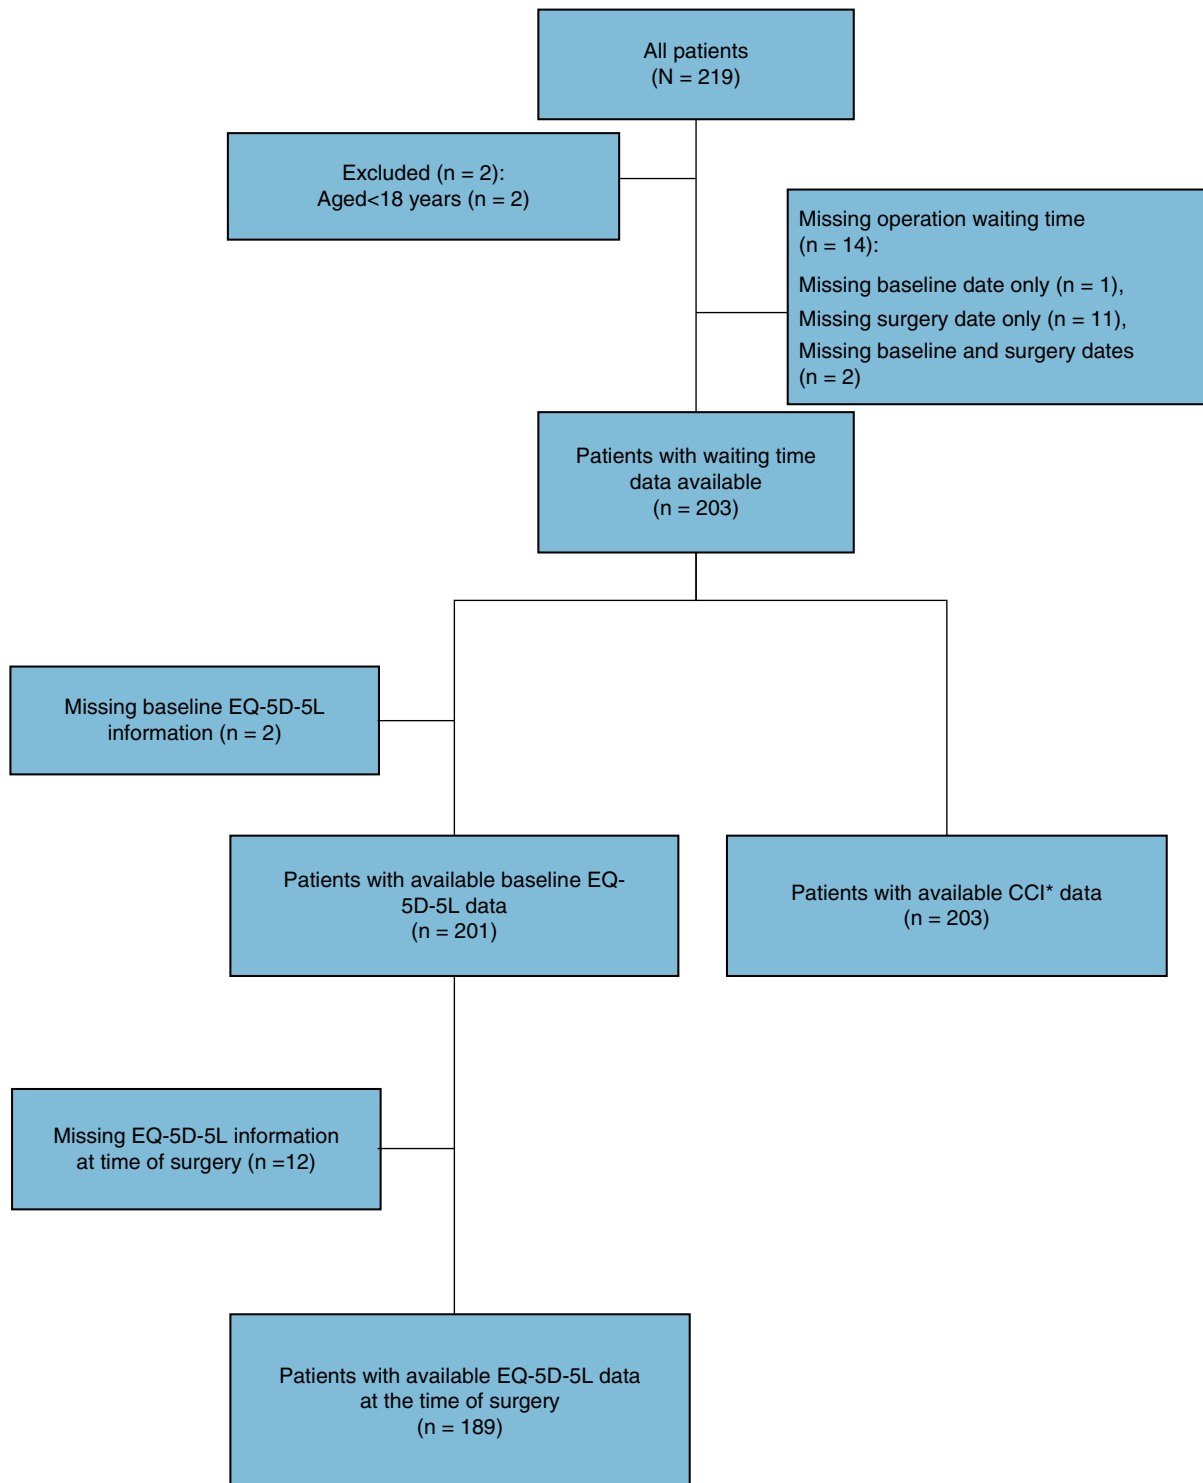 All patients
(N = 219)
Excluded (n = 2):
Aged<18 years (n = 2)
Missing operation waiting time
(n = 14):
Missing baseline date only (n = 1),
Missing surgery date only (n = 11),
Missing baseline and surgery dates
(n = 2)
Patients with waiting time
data available
(n = 203)
Missing baseline EQ-5D-5L
information (n = 2)
Patients with available baseline EQ-
5D-5L data
(n = 201)
Patients with available CCI* data
(n = 203)
Missing EQ-5D-5L information
at time of surgery (n =12)
Patients with available EQ-5D-5L data
at the time of surgery
(n = 189)